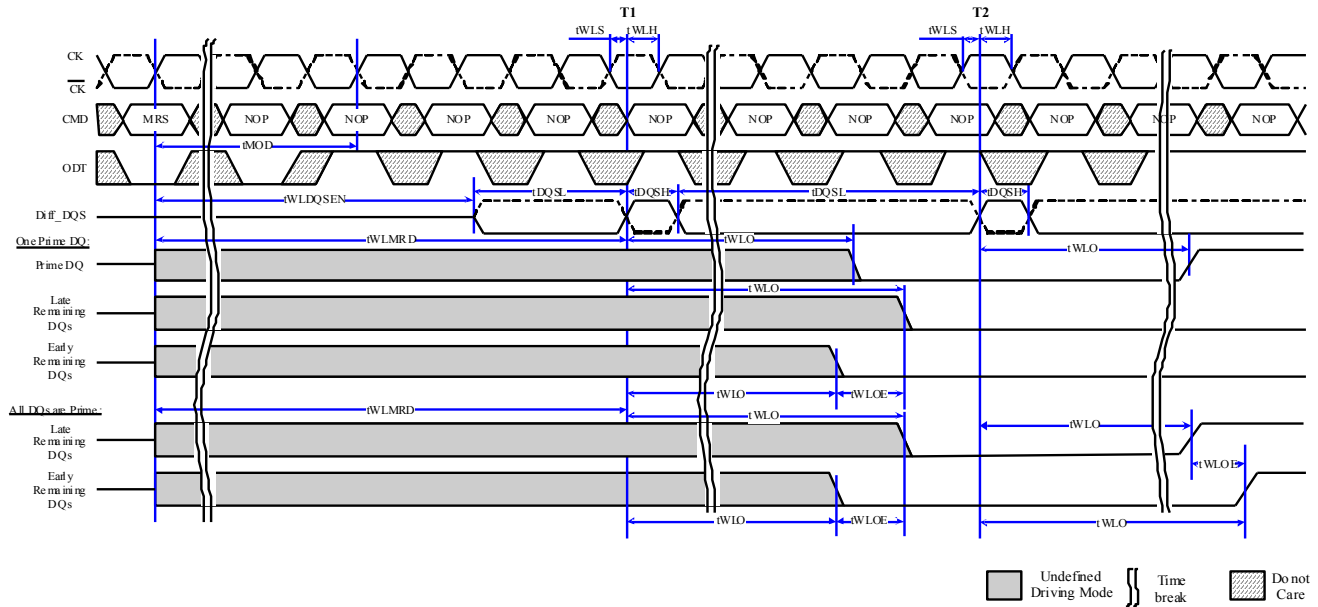 T1 T2
tWLS tWLH tWLS tWLH
CK
CK
CMD MRS NOP NOP NOP NOP NOP NOP NOP NOP NOP NOP NOP
tMOD
ODT
tWLDQSEN tDQSL tDQSH tDQSL tDQSH
Diff_DQS
One Prime DQ:
tWLMRD tWLO tWLO
Prime DQ
tWLO
Late
Remaining
DQs
Early
Remaining
DQs
tWLO tWLOE
All DQs are Prime:
tWLMRD tWLO tWLO
Late
Remaining
DQs
tWLOE
Early
Remaining
DQs
tWLO tWLOE tWLO
Undefined
Driving Mode
Time
break
Do not
Care